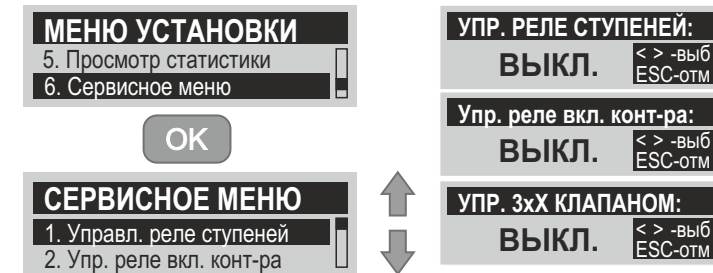 МЕНЮ УСТАНОВКИ
5. Просмотр статистики
6. Сервисное меню
OK
СЕРВИСНОЕ МЕНЮ
1. Управл. реле ступеней
2. Упр. реле вкл. конт-ра
УПР. РЕЛЕ СТУПЕНЕЙ:
ВЫКЛ.
< > -выб
ESC-отм
Упр. реле вкл. конт-ра:
ВЫКЛ.
< > -выб
ESC-отм
УПР. 3хХ КЛАПАНОМ:
ВЫКЛ.
< > -выб
ESC-отм